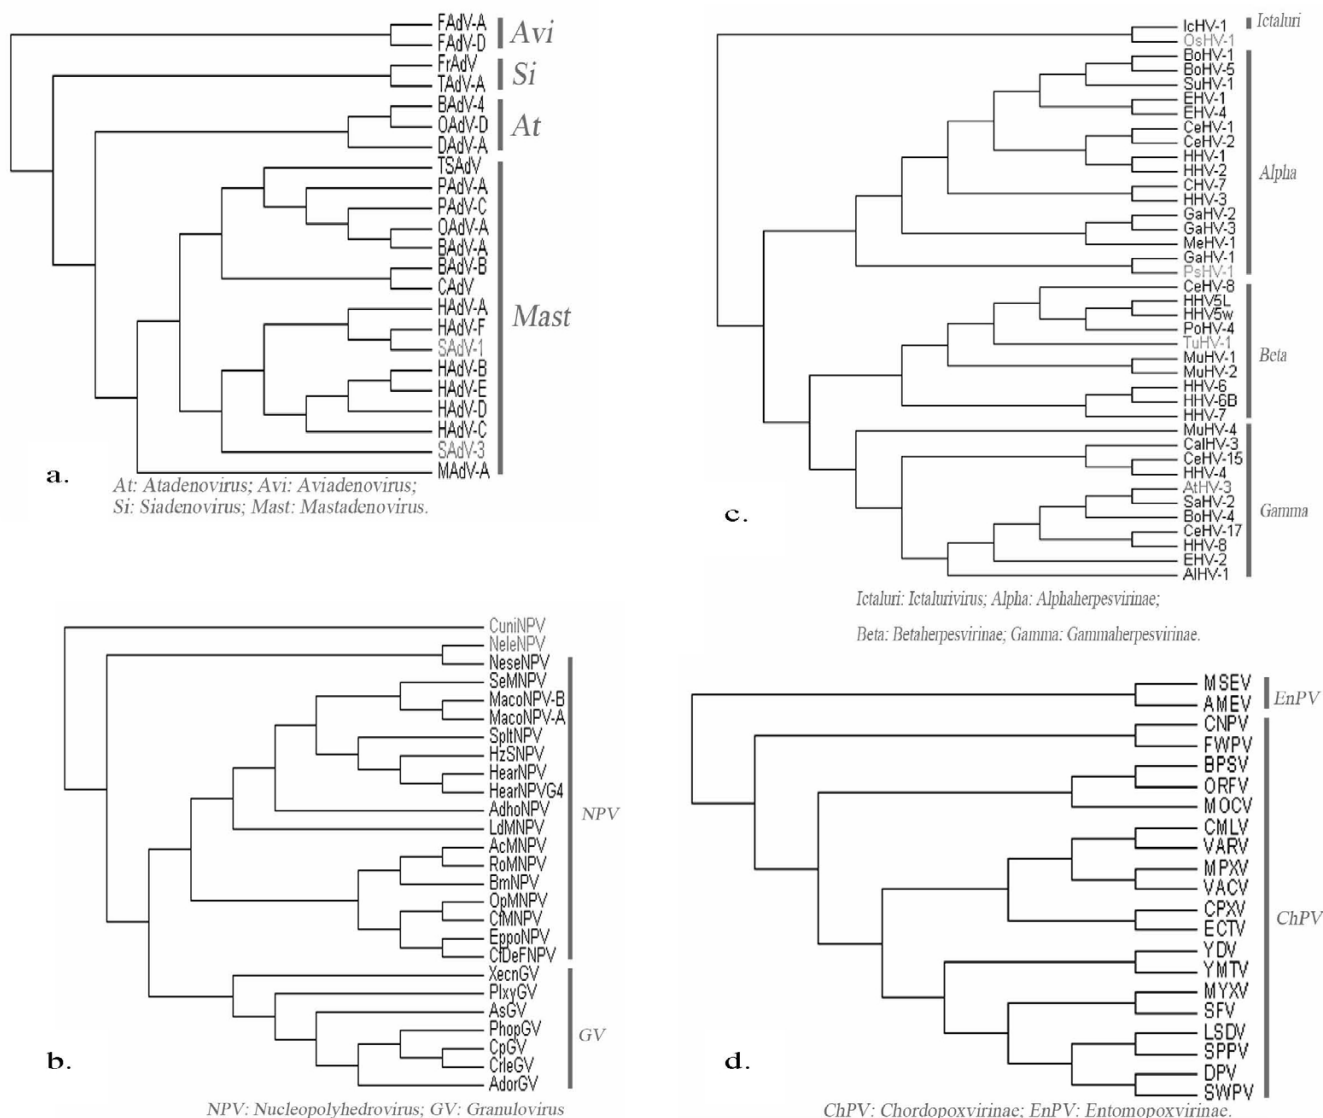 FAdV-A
FAdV-D
Avi
FrAdV
TAdV-A
Si
BAdV-4
OAdV-D
DAdV-A
At
TSAdV
PAdV-A
PAdV-C
OAdV-A
BAdV-A
BAdV-B
CAdV
HAdV-A
HAdV-F
SAdV-1
HAdV-B
HAdV-E
HAdV-D
HAdV-C
SAdV-3
MAdV-A
Mast
a.
At: Atadenovirus; Avi: Aviadenovirus;
Si: Siadenovirus; Mast: Mastadenovirus.
CuniNPV
NeleNPV
NeseNPV
SeMNPV
MacoNPV-B
MacoNPV-A
SpltNPV
HzSNPV
HearNPV
HearNPVG4
AdhoNPV
LdMNPV
AcMNPV
RoMNPV
BmNPV
OpMNPV
CfMNPV
EppoNPV
CfDeFNPV
NPV
XecnGV
PlxyGV
AsGV
PhopGV
CpGV
CrleGV
AdorGV
GV
b.
NPV: Nucleopolyhedrovirus; GV: Granulovirus
IcHV-1
OsHV-1
Ictaluri
BoHV-1
BoHV-5
SuHV-1
EHV-1
EHV-4
CeHV-1
CeHV-2
HHV-1
HHV-2
CHV-7
HHV-3
GaHV-2
GaHV-3
MeHV-1
GaHV-1
PsHV-1
Alpha
CeHV-8
HHV5L
HHV5w
PoHV-4
TuHV-1
MuHV-1
MuHV-2
HHV-6
HHV-6B
HHV-7
Beta
MuHV-4
CalHV-3
CeHV-15
HHV-4
AtHV-3
SaHV-2
BoHV-4
CeHV-17
HHV-8
EHV-2
AlHV-1
Gamma
c.
Ictaluri: Ictalurivirus; Alpha: Alphaherpesvirinae;
Beta: Betaherpesvirinae; Gamma: Gammaherpesvirinae.
MSEV
AMEV
EnPV
CNPV
FWPV
BPSV
ORFV
MOCV
CMLV
VARV
MPXV
VACV
CPXV
ECTV
YDV
YMTV
MYXV
SFV
LSDV
SPPV
DPV
SWPV
ChPV
d.
ChPV: Chordopoxvirinae; EnPV: Entomopoxvirinae.